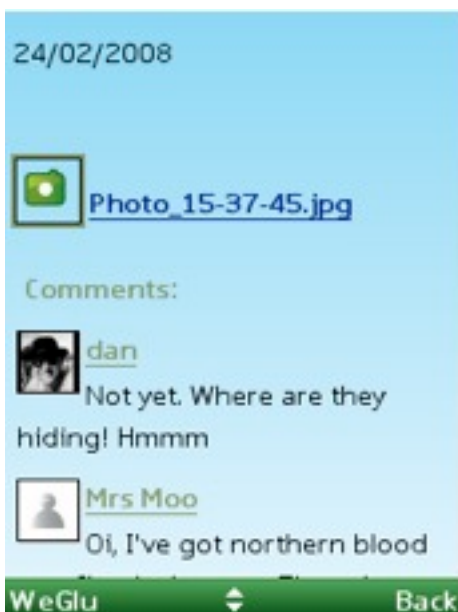 24/02/2008
Photo_15-37-45.jpg
Comments:
dan
Not yet. Where are they
hiding! Hmmm
Mrs Moo
Oi, I've got northern blood
WeGlu
Back